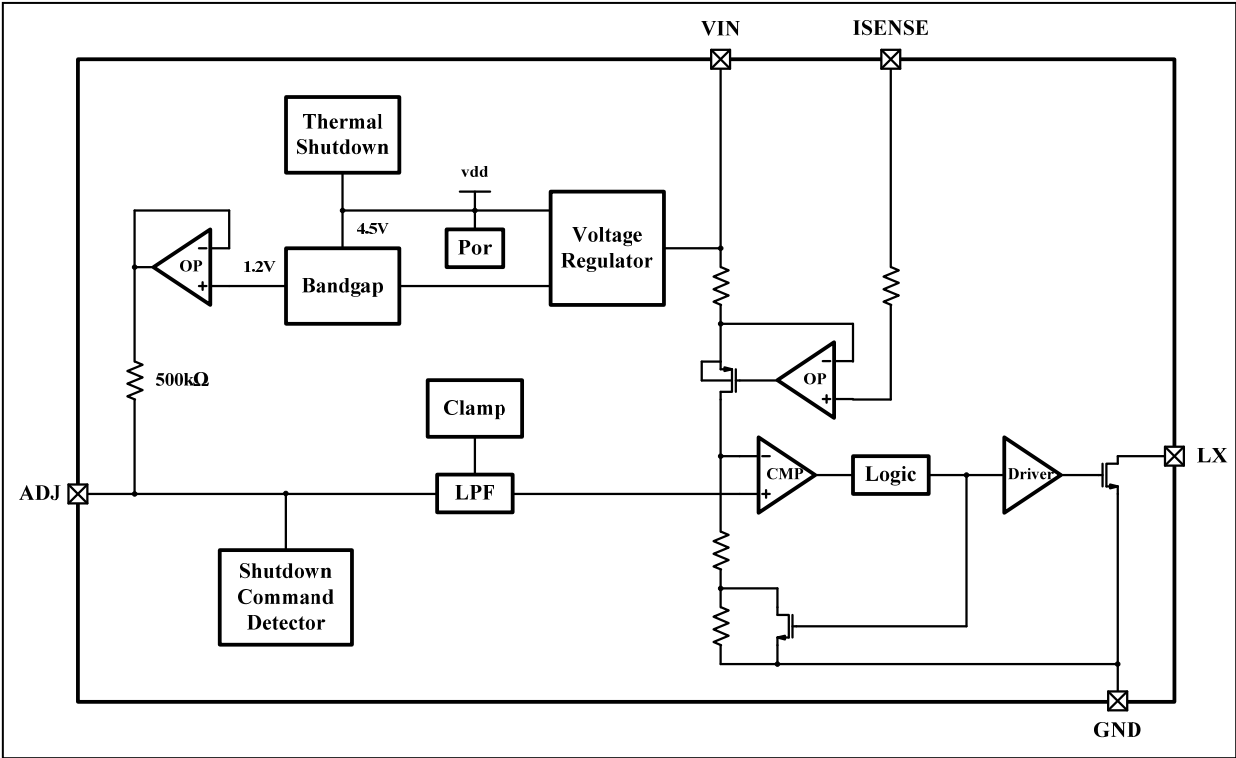 VIN
ISENSE
Thermal
Shutdown
vdd
4.5V
Por
Voltage
Regulator
OP
−
+
1.2V
Bandgap
500kΩ
−
OP
+
Clamp
ADJ
LPF
−
CMP
+
Logic
Driver
LX
Shutdown
Command
Detector
GND